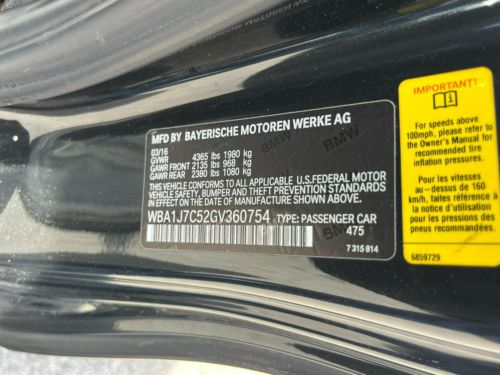 MFD BY BAYERISCHE MOTOREN WERKE AG
03/16
GVWR 4365 lbs 1980 kg
GAWR FRONT 2135 lbs 968 kg
GAWR REAR 2380 lbs 1080 kg
THIS VEHICLE CONFORMS TO ALL APPLICABLE U.S.FEDERAL MOTOR
VEHICLE SAFETY, BUMPER AND THEFT PREVENTION STANDARDS
IN EFFECT ON THE DATE OF MANUFACTURE SHOWN ABOVE.
WBA1J7C52GV360754 TYPE: PASSENGER CAR
475
7 315 814
BMW
BMW
IMPORTANT!
For speeds above
100mph, please refer to
the Owner's Manual for
recommended tire
inflation pressures.
Au-dessus de 160
km/h, faites référence à
la notice d'utilisation
pour les pressions des
pneus recommandées.
6859729